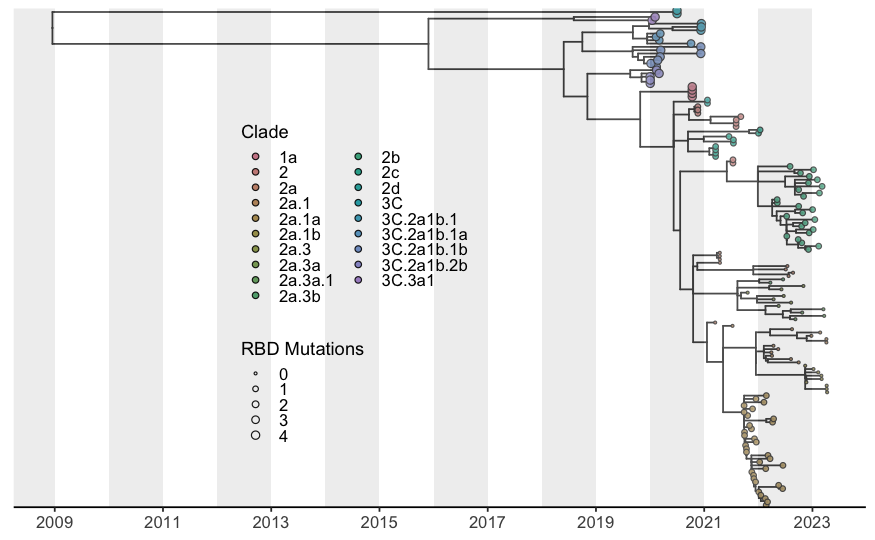 Clade
1a
2
2a
2a.1
2a.1a
2a.1b
2a.3
2a.3a
2a.3a.1
2a.3b
2b
2c
2d
3C
3C.2a1b.1
3C.2a1b.1a
3C.2a1b.1b
3C.2a1b.2b
3C.3a1
RBD Mutations
0
1
2
3
4
2009 2011 2013 2015 2017 2019 2021 2023